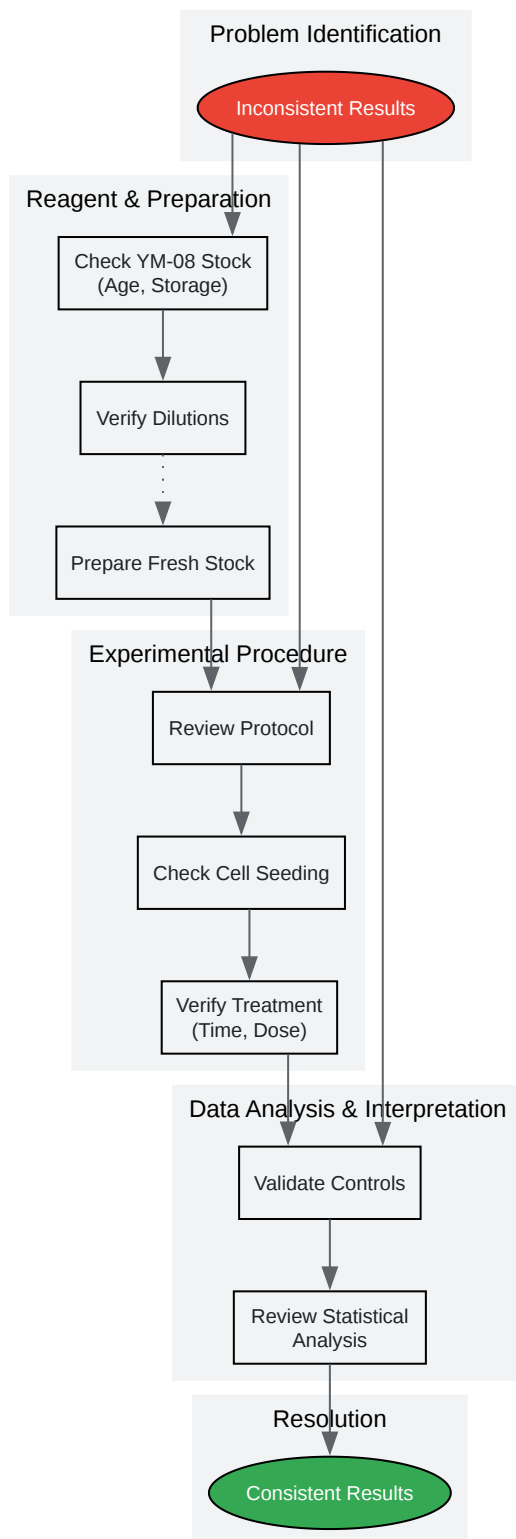 Problem Identification
Inconsistent Results
Reagent & Preparation
Check YM-08 Stock
(Age, Storage)
Verify Dilutions
Prepare Fresh Stock
Experimental Procedure
Review Protocol
Check Cell Seeding
Verify Treatment
(Time, Dose)
Data Analysis & Interpretation
Validate Controls
Review Statistical
Analysis
Resolution
Consistent Results